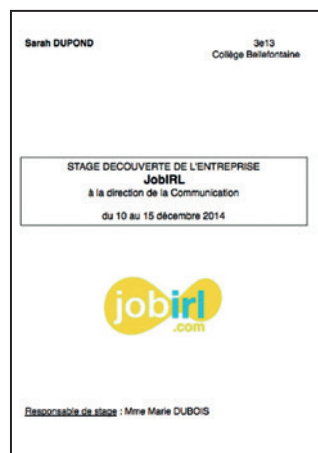 Sarah DUPOND
3e13
Collège Bellefontaine
STAGE DECOUVERTE DE L'ENTREPRISE
JobIRL
à la direction de la Communication
du 10 au 15 décembre 2014
jobirl
.com
Responsable de stage : Mme Marie DUBOIS